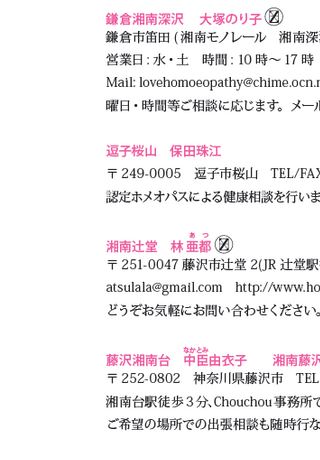 鎌倉湘南深沢　大塚のり子
鎌倉市笛田 ( 湘南モノレール　湘南深
営業日 : 水・土　時間 : 10 時～ 17 時
Mail: lovehomoeopathy@chime.ocn.n
曜日・時間等ご相談に応じます。メール
逗子桜山　保田珠江
〒 249-0005　逗子市桜山　TEL/FAX
認定ホメオパスによる健康相談を行いま
あ つ
湘南辻堂　林 亜都
〒 251-0047 藤沢市辻堂 2(JR 辻堂駅
atsulala@gmail.com　http://www.ho
どうぞお気軽にお問い合わせください。
なかとみ
藤沢湘南台　中臣由衣子　　湘南藤沢
〒 252-0802　神奈川県藤沢市　TEL
湘南台駅徒歩 3 分、Chouchou 事務所で
ご希望の場所での出張相談も随時行な